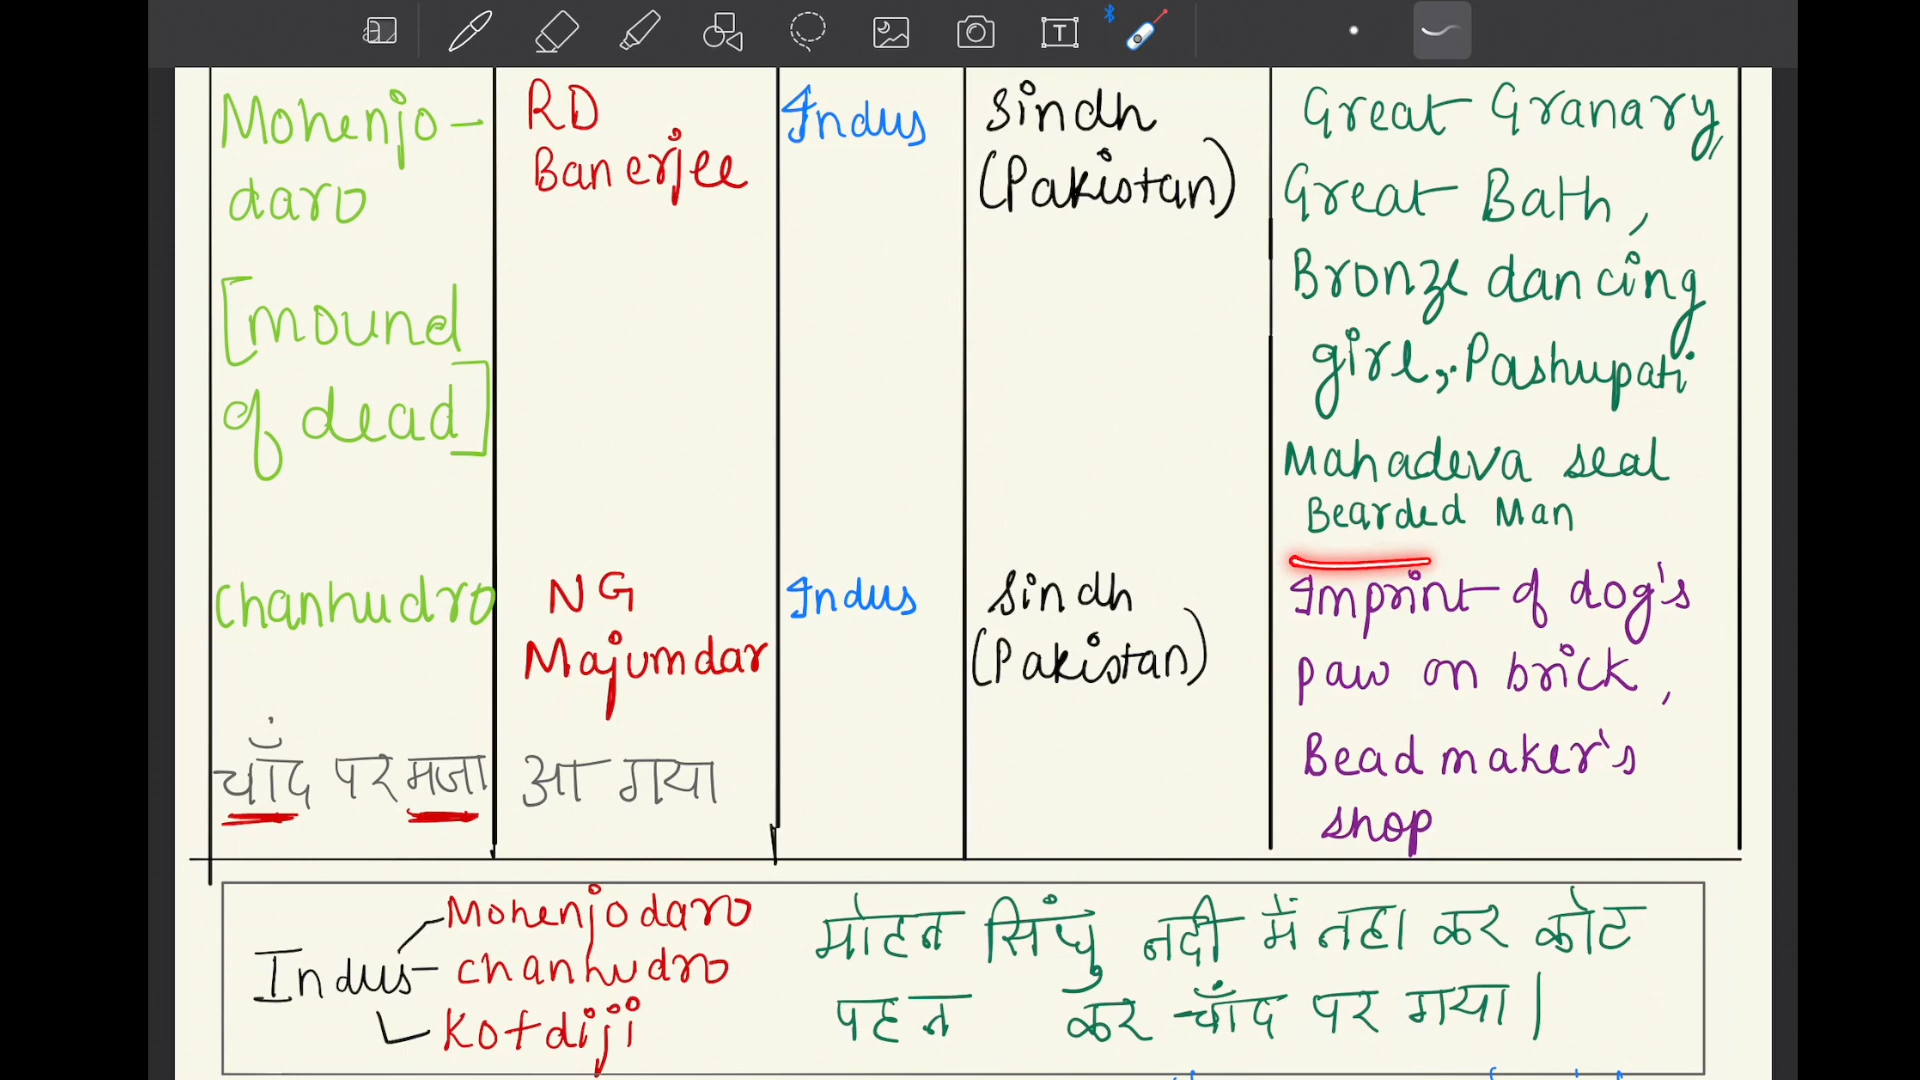 Mohenjo-
daro
[mound
of dead]
RD
Banerjee
Indus
Sindh
(Pakistan)
Great Granary,
Great Bath,
Bronze dancing
girl, Pashupati
Mahadeva seal
Bearded Man
Chanhudro
NG
Majumdar
Indus
Sindh
(Pakistan)
Imprint of dog's
paw on brick,
Bead maker's
shop
चाँद पर मजा आ गया
Indus
Mohenjodaro
chanhudro
Kotdiji
मोहन सिंधु नदी में नहा कर कोट
पहन कर चाँद पर गया।